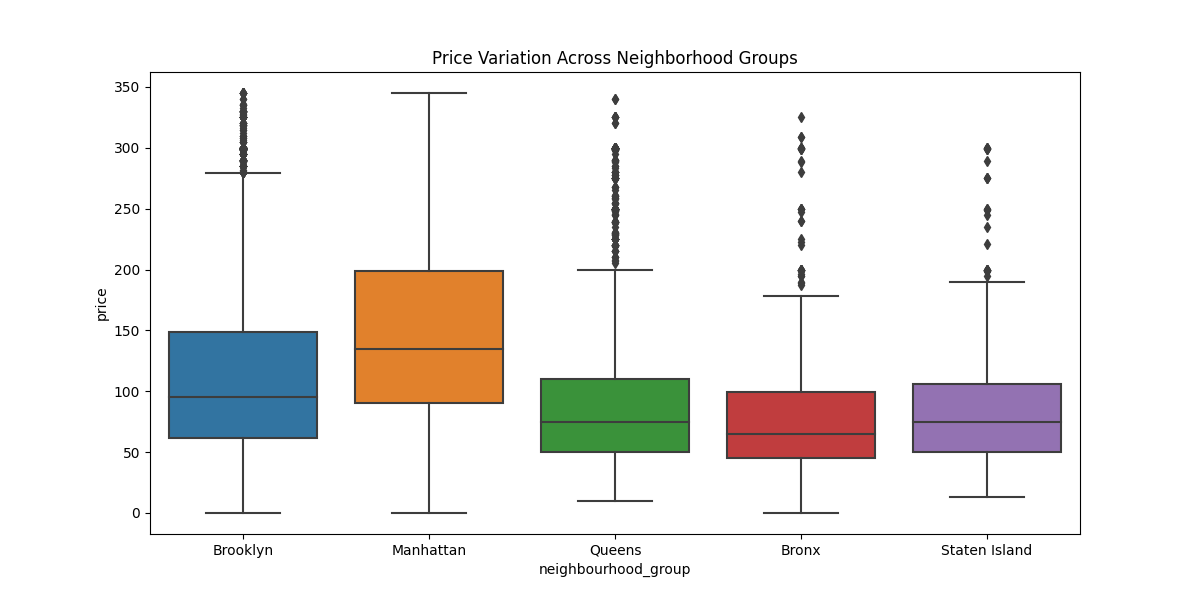 Price Variation Across Neighborhood Groups
350
300
250
200
150
100
50
0
price
Brooklyn
Manhattan
Queens
Bronx
Staten Island
neighbourhood_group